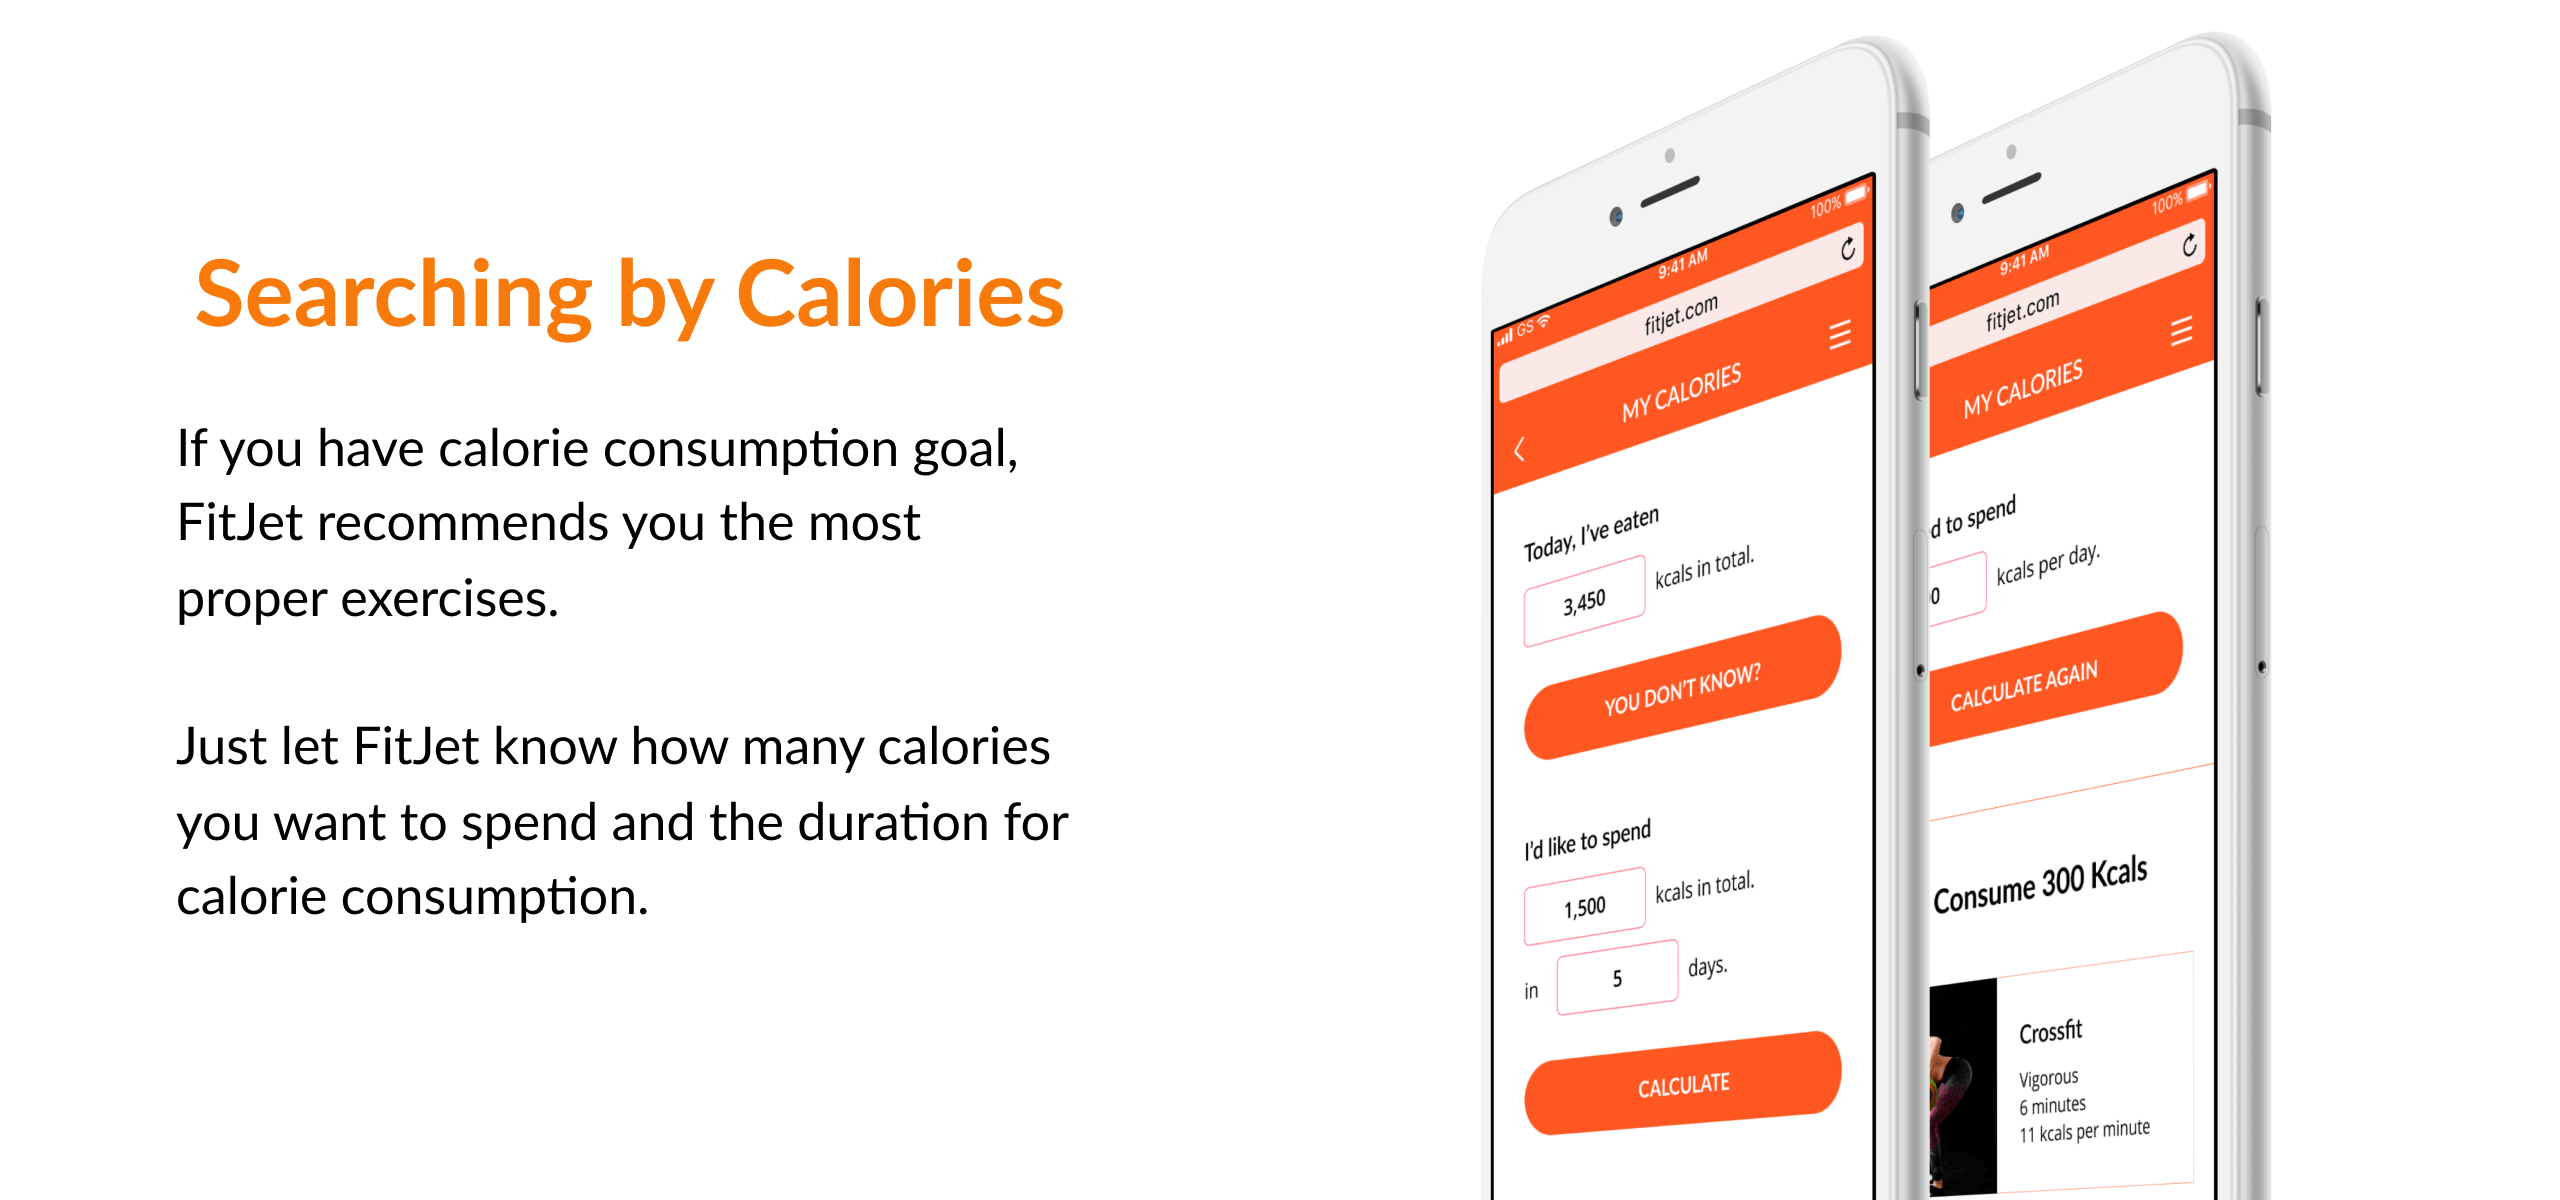 Searching by Calories
If you have calorie consumption goal,
FitJet recommends you the most
proper exercises.
Just let FitJet know how many calories
you want to spend and the duration for
calorie consumption.
GS
9:41 AM
100%
fitjet.com
MY CALORIES
Today, I've eaten
3,450 kcals in total.
YOU DON'T KNOW?
I'd like to spend
1,500 kcals in total.
in 5 days.
CALCULATE
9:41 AM
100%
fitjet.com
MY CALORIES
to spend
kcals per day.
CALCULATE AGAIN
Consume 300 Kcals
Crossfit
Vigorous
6 minutes
11 kcals per minute